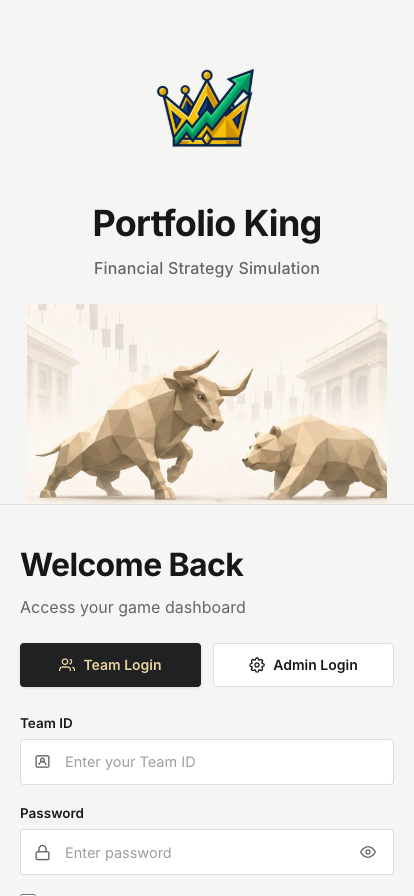 Portfolio King
Financial Strategy Simulation
Welcome Back
Access your game dashboard
Team Login
Admin Login
Team ID
Enter your Team ID
Password
Enter password